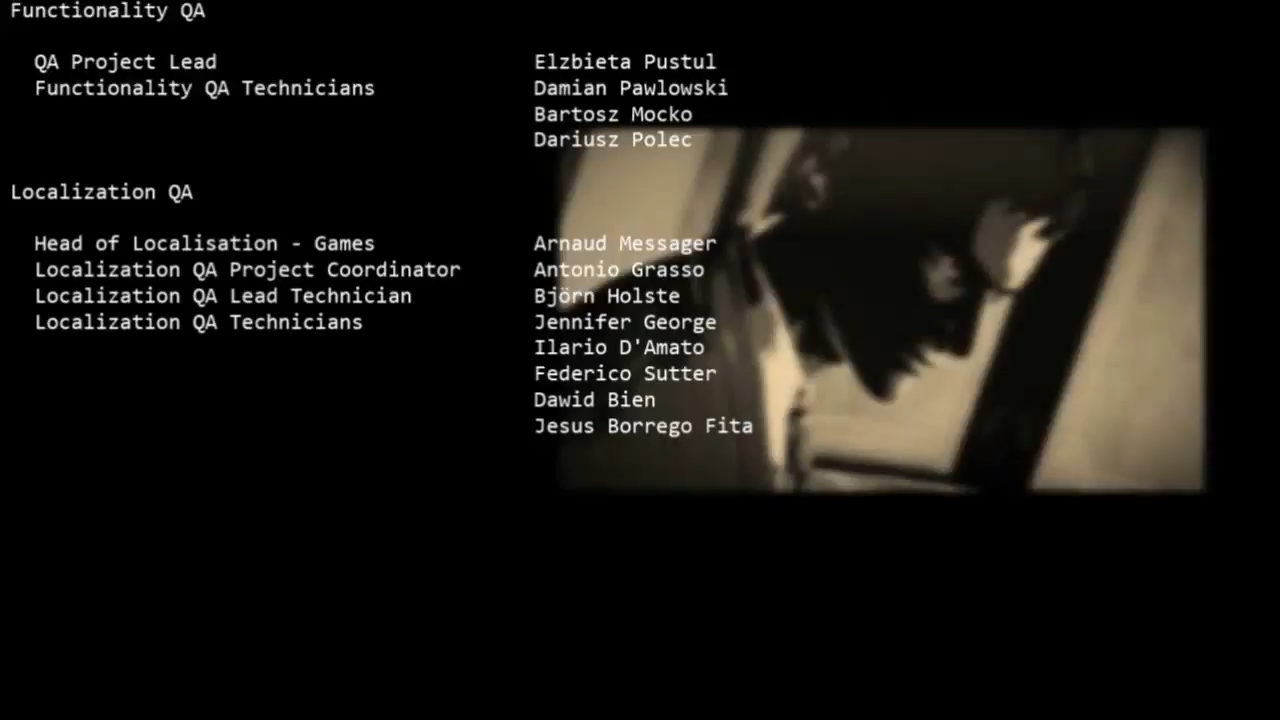 Functionality QA
QA Project Lead Elzbieta Pustul
Functionality QA Technicians Damian Pawlowski
Bartosz Mocko
Dariusz Polec
Localization QA
Head of Localisation - Games Arnaud Messager
Localization QA Project Coordinator Antonio Grasso
Localization QA Lead Technician Björn Holste
Localization QA Technicians Jennifer George
Ilario D'Amato
Federico Sutter
Dawid Bien
Jesus Borrego Fita